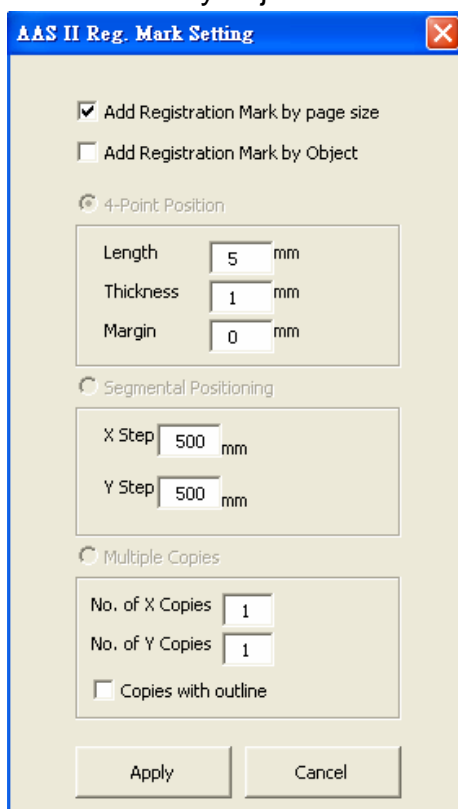 AAS II Reg. Mark Setting
Add Registration Mark by page size
Add Registration Mark by Object
4-Point Position
Length 5 mm
Thickness 1 mm
Margin 0 mm
Segmental Positioning
X Step 500 mm
Y Step 500 mm
Multiple Copies
No. of X Copies 1
No. of Y Copies 1
Copies with outline
Apply Cancel